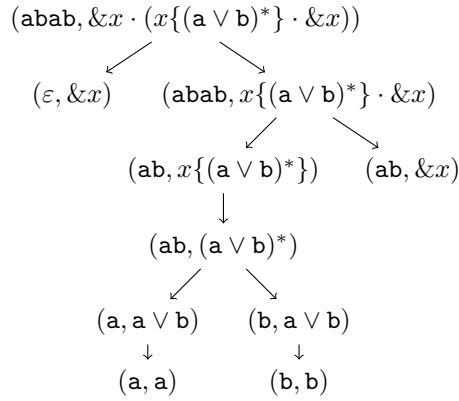 (abab, &x · (x{(a ∨ b)*} · &x))
(ε, &x) (abab, x{(a ∨ b)*} · &x)
(ab, x{(a ∨ b)*}) (ab, &x)
(ab, (a ∨ b)*)
(a, a ∨ b) (b, a ∨ b)
(a, a) (b, b)